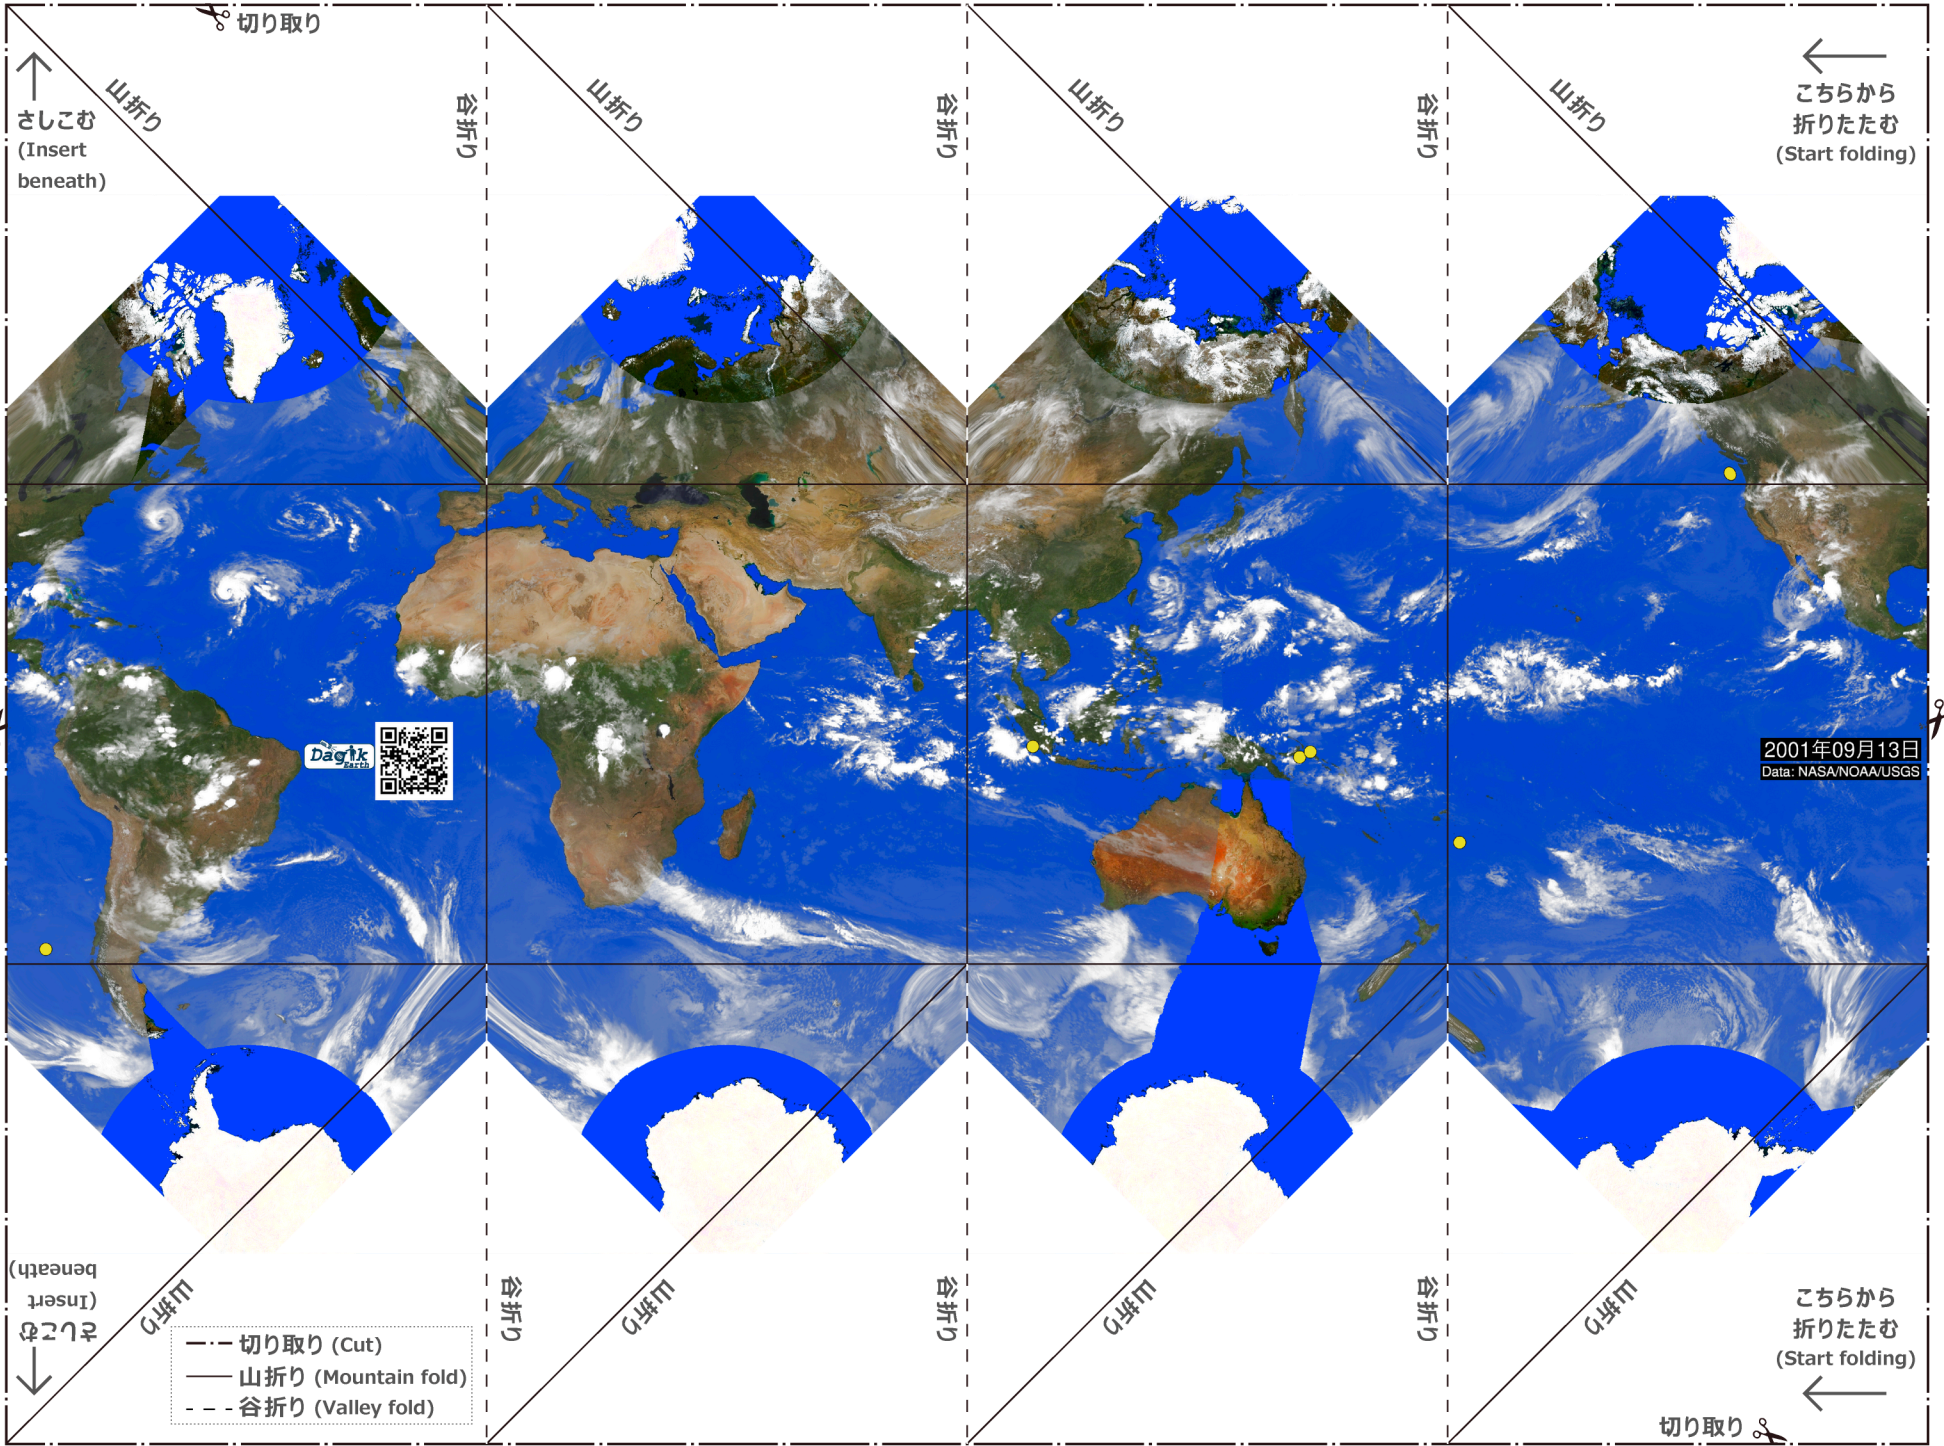 切り取り
さしこむ
(Insert
beneath)
山折り
谷折り
山折り
谷折り
山折り
谷折り
山折り
こちらから
折りたたむ
(Start folding)
Dagik
Earth
2001年09月13日
Data: NASA/NOAA/USGS
さしこむ
(Insert
beneath)
山折り
谷折り
山折り
谷折り
山折り
谷折り
山折り
こちらから
折りたたむ
(Start folding)
切り取り (Cut)
山折り (Mountain fold)
谷折り (Valley fold)
切り取り